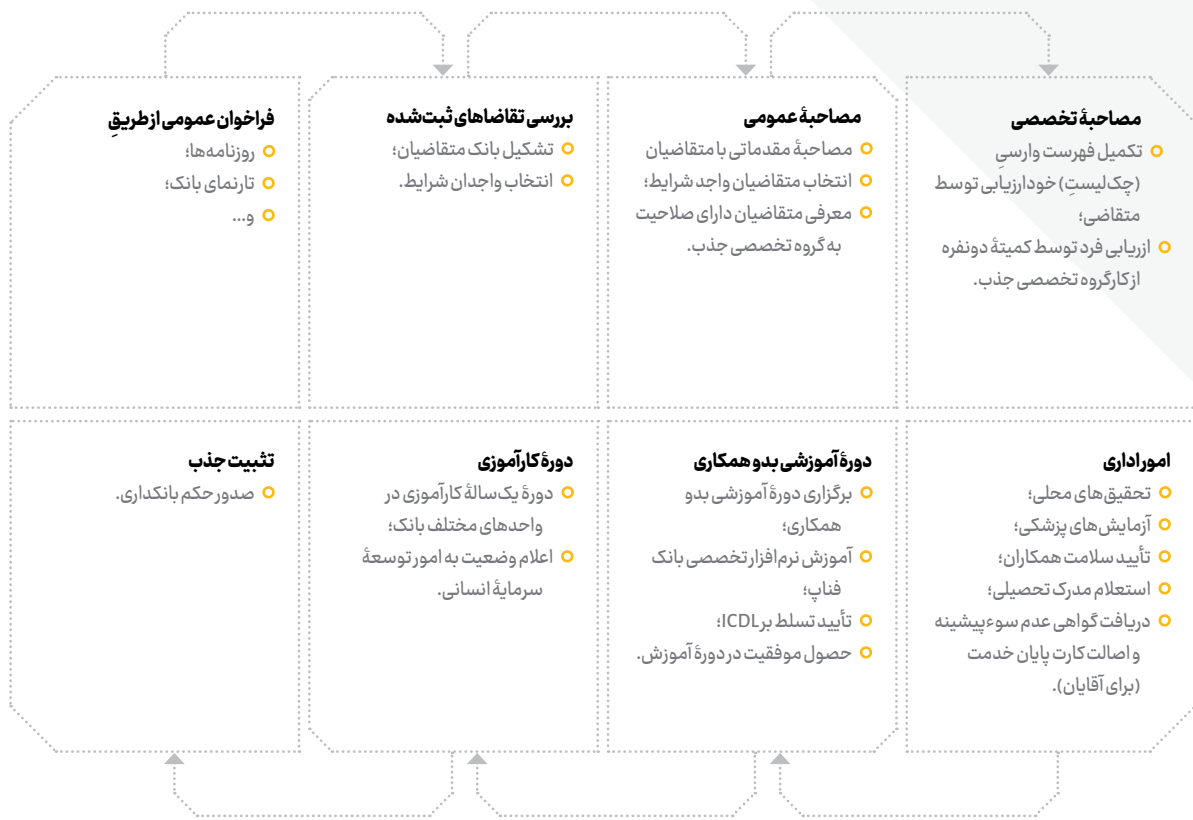 فراخوان عمومی از طریقِ
روزنامه‌ها؛
تارنمای بانک؛
و...
بررسی تقاضاهای ثبت‌شده
تشکیل بانک متقاضیان؛
انتخاب واجدان شرایط.
مصاحبهٔ عمومی
مصاحبهٔ مقدماتی با متقاضیان
انتخاب متقاضیان واجد شرایط؛
معرفی متقاضیان دارای صلاحیت
به گروه تخصصی جذب.
مصاحبهٔ تخصصی
تکمیل فهرست وارسیِ
(چک‌لیستِ) خودارزیابی توسط
متقاضی؛
ازریابی فرد توسط کمیتهٔ دونفره
از کارگروه تخصصی جذب.
امور اداری
تحقیق‌های محلی؛
آزمایش‌های پزشکی؛
تأیید سلامت همکاران؛
استعلام مدرک تحصیلی؛
دریافت گواهی عدم سوء‌پیشینه
و اصالت کارت پایان خدمت
(برای آقایان).
دورهٔ آموزشی بدو همکاری
برگزاری دورهٔ آموزشی بدو
همکاری؛
آموزش نرم‌افزار تخصصی بانک
فناپ؛
تأیید تسلط بر ICDL؛
حصول موفقیت در دورهٔ آموزش.
دورهٔ کارآموزی
دورهٔ یک‌سالهٔ کارآموزی در
واحدهای مختلف بانک؛
اعلام وضعیت به امور توسعهٔ
سرمایهٔ انسانی.
تثبیت جذب
صدور حکم بانکداری.